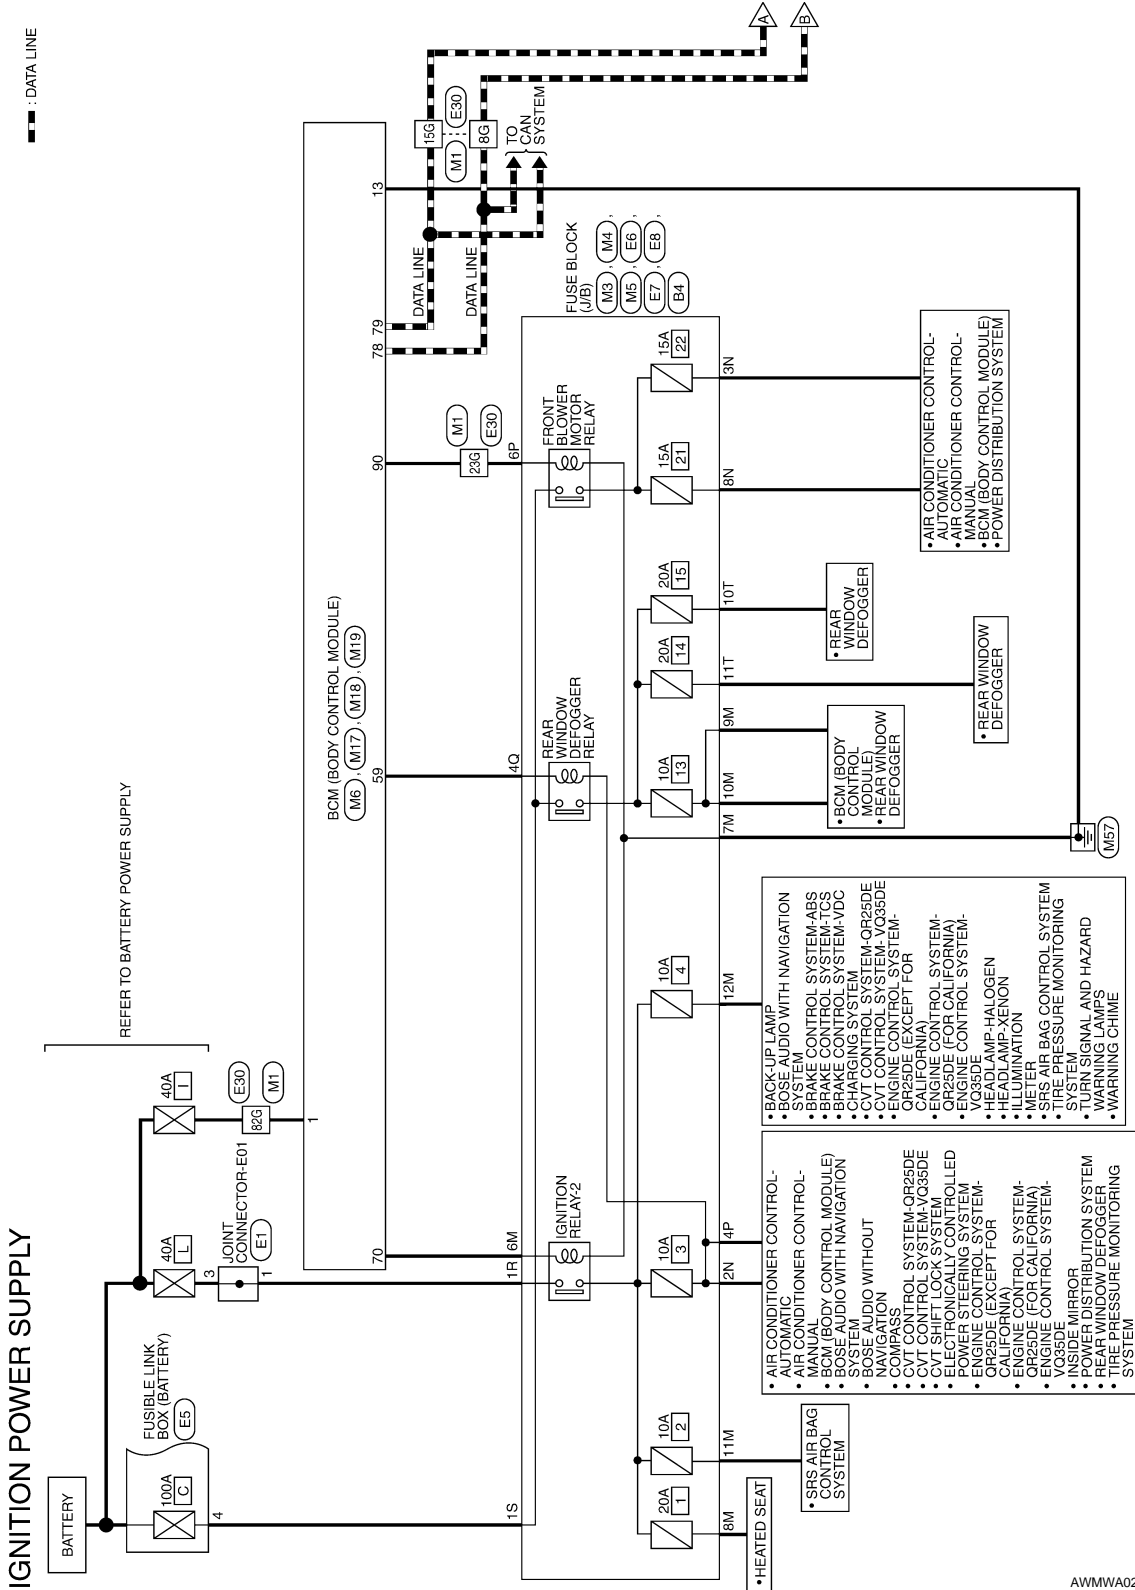 IGNITION POWER SUPPLY
: DATA LINE
REFER TO BATTERY POWER SUPPLY
BATTERY
FUSIBLE LINK
BOX (BATTERY)
E5
100A
C
4
40A
L
3
JOINT
CONNECTOR-E01
E1
1
40A
I
E30
82G
M1
1
BCM (BODY CONTROL MODULE)
M6 , M17 , M18 , M19
70
59
90
78
79
13
DATA LINE
DATA LINE
M1
23G
E30
15G
M1
E30
8G
TO
CAN
SYSTEM
A
B
1S
1R
6M
4Q
6P
FUSE BLOCK
(J/B)
M3 , M4 ,
M5 , E6 ,
E7 , E8 ,
B4
IGNITION
RELAY-2
REAR
WINDOW
DEFOGGER
RELAY
FRONT
BLOWER
MOTOR
RELAY
20A
1
10A
2
10A
3
10A
4
10A
13
20A
14
20A
15
15A
21
15A
22
8M
11M
2N
4P
12M
7M
10M
9M
11T
10T
8N
3N
• HEATED SEAT
• SRS AIR BAG
CONTROL
SYSTEM
• AIR CONDITIONER CONTROL-
AUTOMATIC
• AIR CONDITIONER CONTROL-
MANUAL
• BCM (BODY CONTROL MODULE)
• BOSE AUDIO WITH NAVIGATION
SYSTEM
• BOSE AUDIO WITHOUT
NAVIGATION
• COMPASS
• CVT CONTROL SYSTEM-QR25DE
• CVT CONTROL SYSTEM-VQ35DE
• CVT SHIFT LOCK SYSTEM
• ELECTRONICALLY CONTROLLED
POWER STEERING SYSTEM
• ENGINE CONTROL SYSTEM-
QR25DE (EXCEPT FOR
CALIFORNIA)
• ENGINE CONTROL SYSTEM-
QR25DE (FOR CALIFORNIA)
• ENGINE CONTROL SYSTEM-
VQ35DE
• INSIDE MIRROR
• POWER DISTRIBUTION SYSTEM
• REAR WINDOW DEFOGGER
• TIRE PRESSURE MONITORING
SYSTEM
• BACK-UP LAMP
• BOSE AUDIO WITH NAVIGATION
SYSTEM
• BRAKE CONTROL SYSTEM-ABS
• BRAKE CONTROL SYSTEM-TCS
• BRAKE CONTROL SYSTEM-VDC
• CHARGING SYSTEM
• CVT CONTROL SYSTEM-QR25DE
• CVT CONTROL SYSTEM- VQ35DE
• ENGINE CONTROL SYSTEM-
QR25DE (EXCEPT FOR
CALIFORNIA)
• ENGINE CONTROL SYSTEM-
QR25DE (FOR CALIFORNIA)
• ENGINE CONTROL SYSTEM-
VQ35DE
• HEADLAMP-HALOGEN
• HEADLAMP-XENON
• ILLUMINATION
• METER
• SRS AIR BAG CONTROL SYSTEM
• TIRE PRESSURE MONITORING
SYSTEM
• TURN SIGNAL AND HAZARD
WARNING LAMPS
• WARNING CHIME
• BCM (BODY
CONTROL
MODULE)
• REAR WINDOW
DEFOGGER
• REAR WINDOW
DEFOGGER
• REAR
WINDOW
DEFOGGER
• AIR CONDITIONER CONTROL-
AUTOMATIC
• AIR CONDITIONER CONTROL-
MANUAL
• BCM (BODY CONTROL MODULE)
• POWER DISTRIBUTION SYSTEM
M57